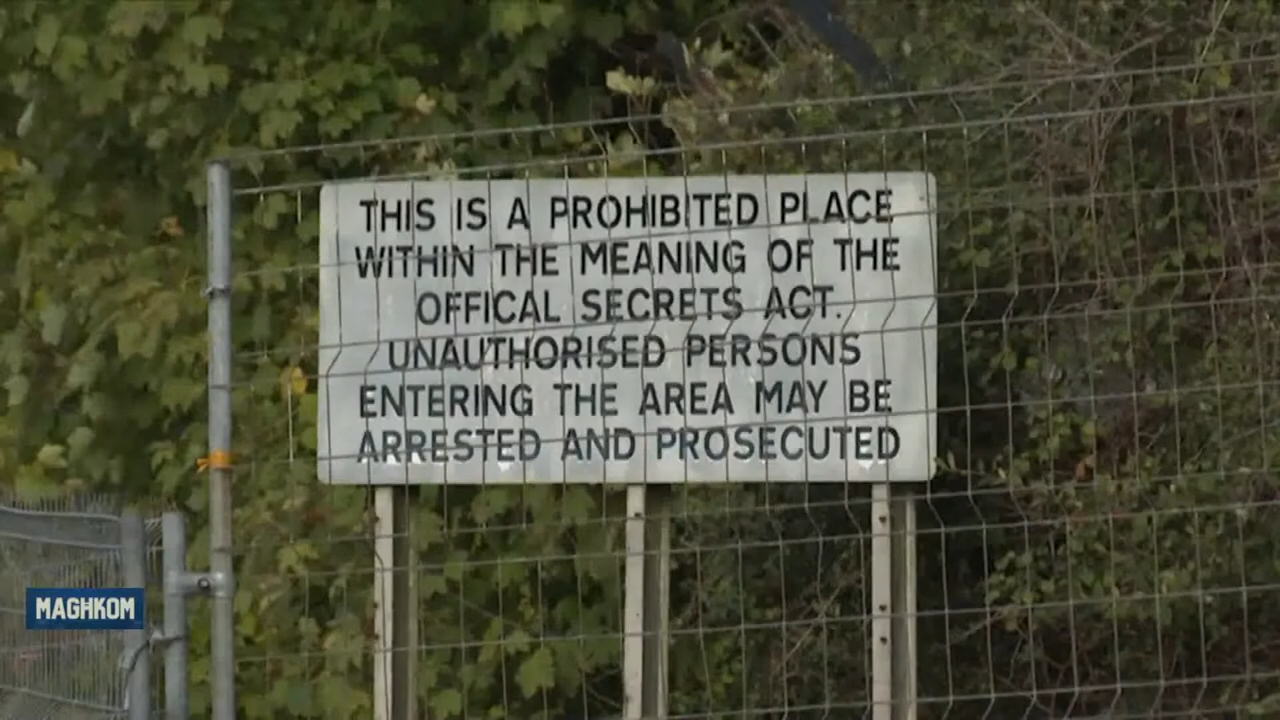 THIS IS A PROHIBITED PLACE
WITHIN THE MEANING OF THE
OFFICAL SECRETS ACT.
UNAUTHORISED PERSONS
ENTERING THE AREA MAY BE
ARRESTED AND PROSECUTED
MAGHKOM